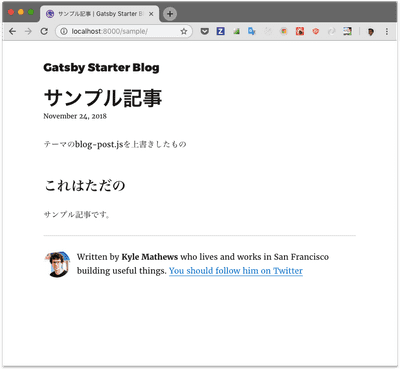 サンプル記事 | Gatsby Starter Bl
localhost:8000/sample/
Gatsby Starter Blog
サンプル記事
November 24, 2018
テーマのblog-post.jsを上書きしたもの
これはただの
サンプル記事です。
Written by Kyle Mathews who lives and works in San Francisco
building useful things. You should follow him on Twitter